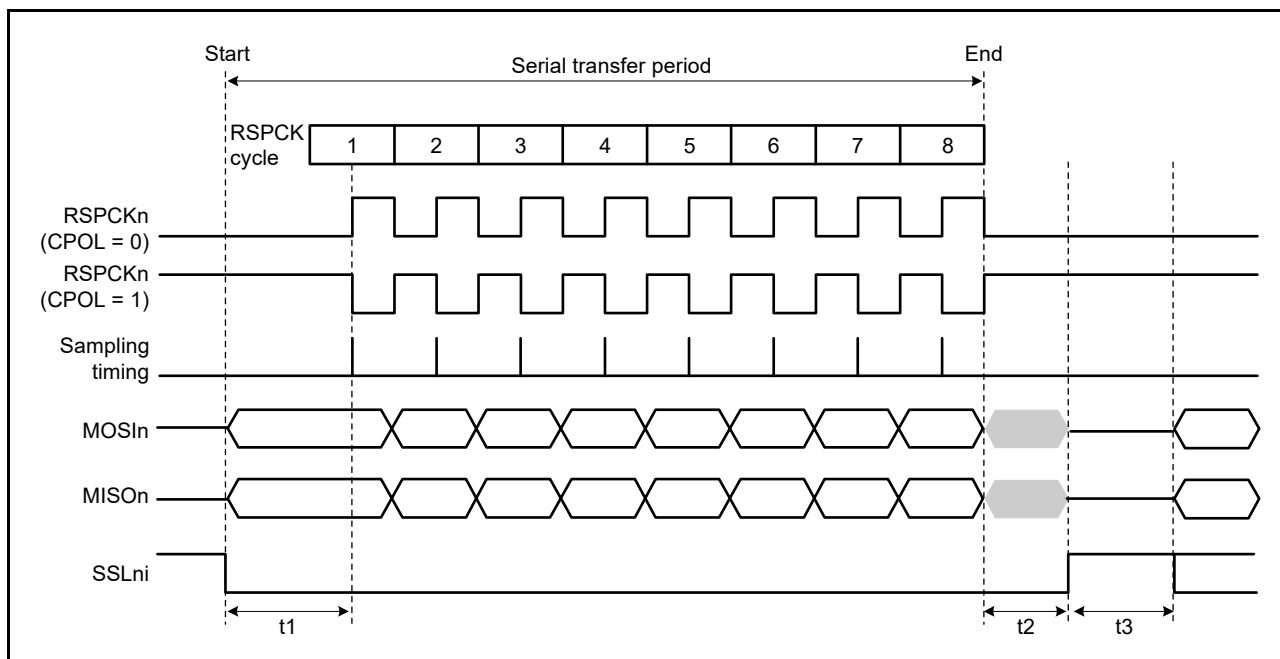 Start
End
Serial transfer period
RSPCK
cycle
1 2 3 4 5 6 7 8
RSPCKn
(CPOL = 0)
RSPCKn
(CPOL = 1)
Sampling
timing
MOSIn
MISOn
SSLni
t1
t2
t3